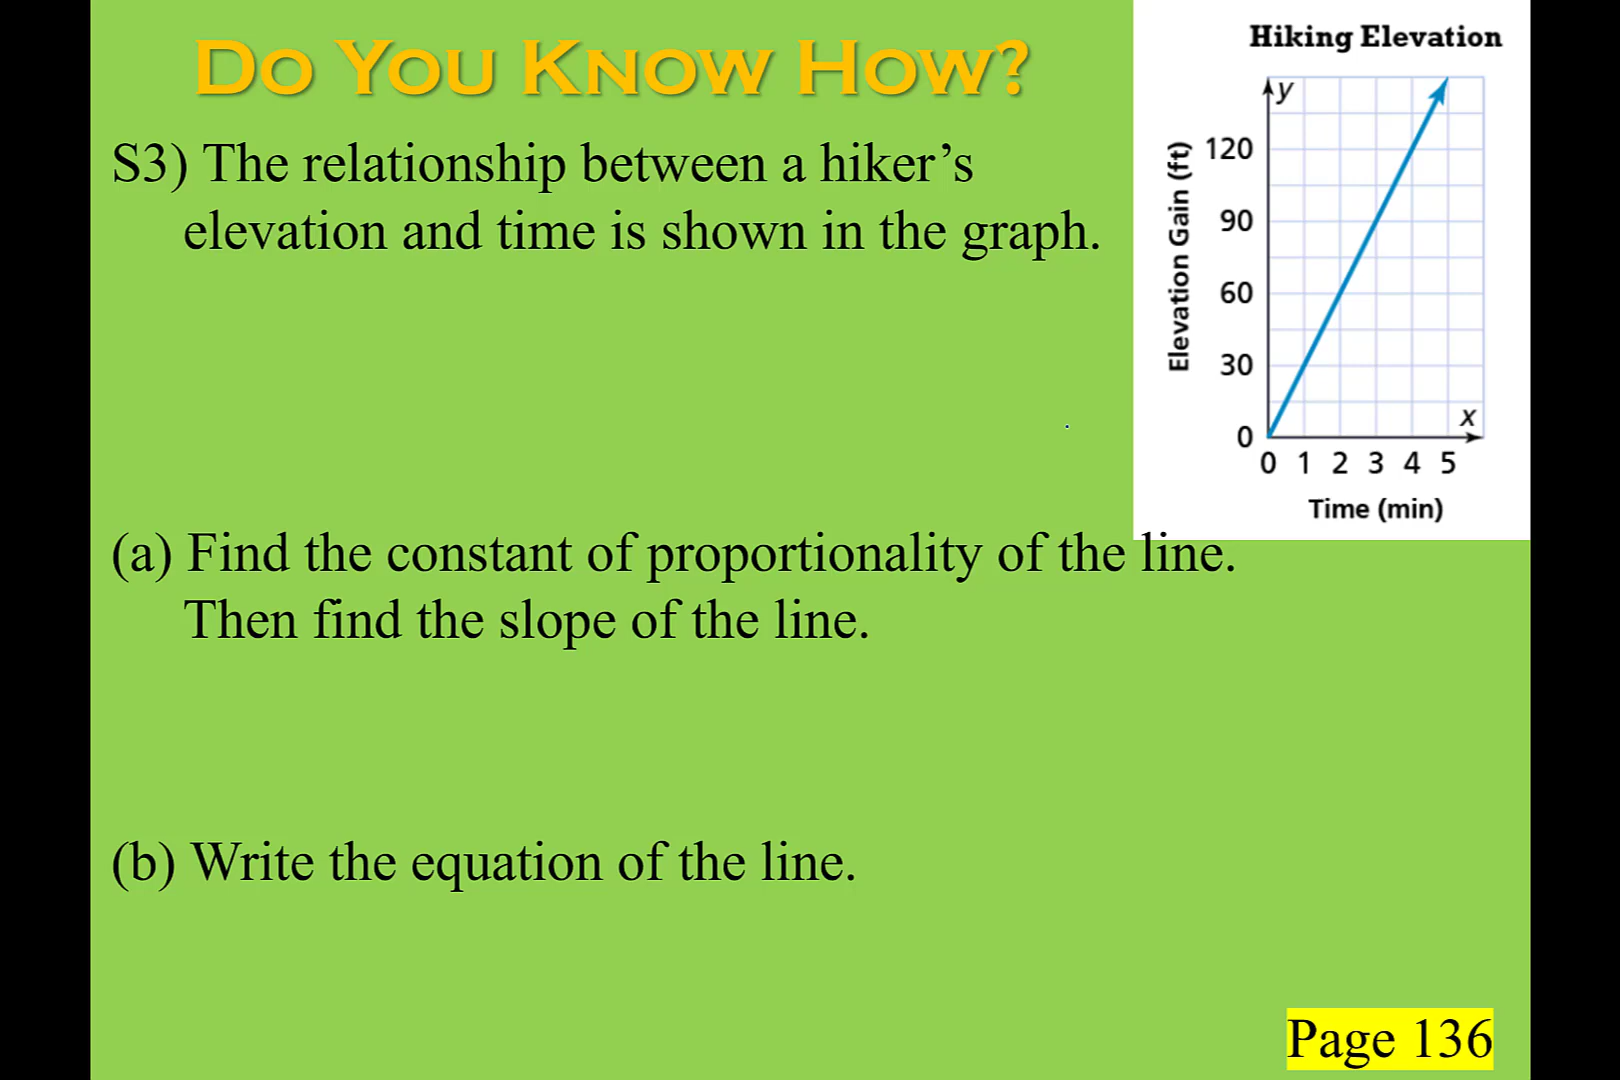 Do You Know How?
S3) The relationship between a hiker’s
elevation and time is shown in the graph.
Hiking Elevation
y
Elevation Gain (ft)
120
90
60
30
0
x
0 1 2 3 4 5
Time (min)
(a) Find the constant of proportionality of the line.
Then find the slope of the line.
(b) Write the equation of the line.
Page 136